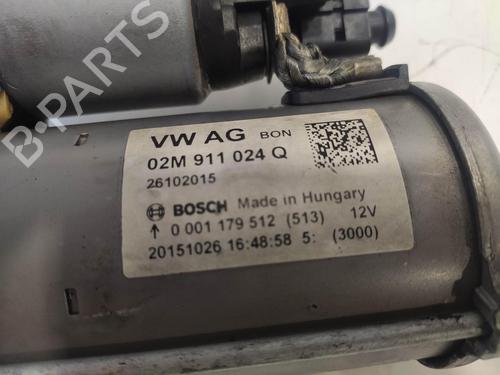 VW AG BON
02M 911 024 Q
26102015
BOSCH Made in Hungary
0 001 179 512 (513) 12V
20151026 16:48:58 5: (3000)
B-PARTS